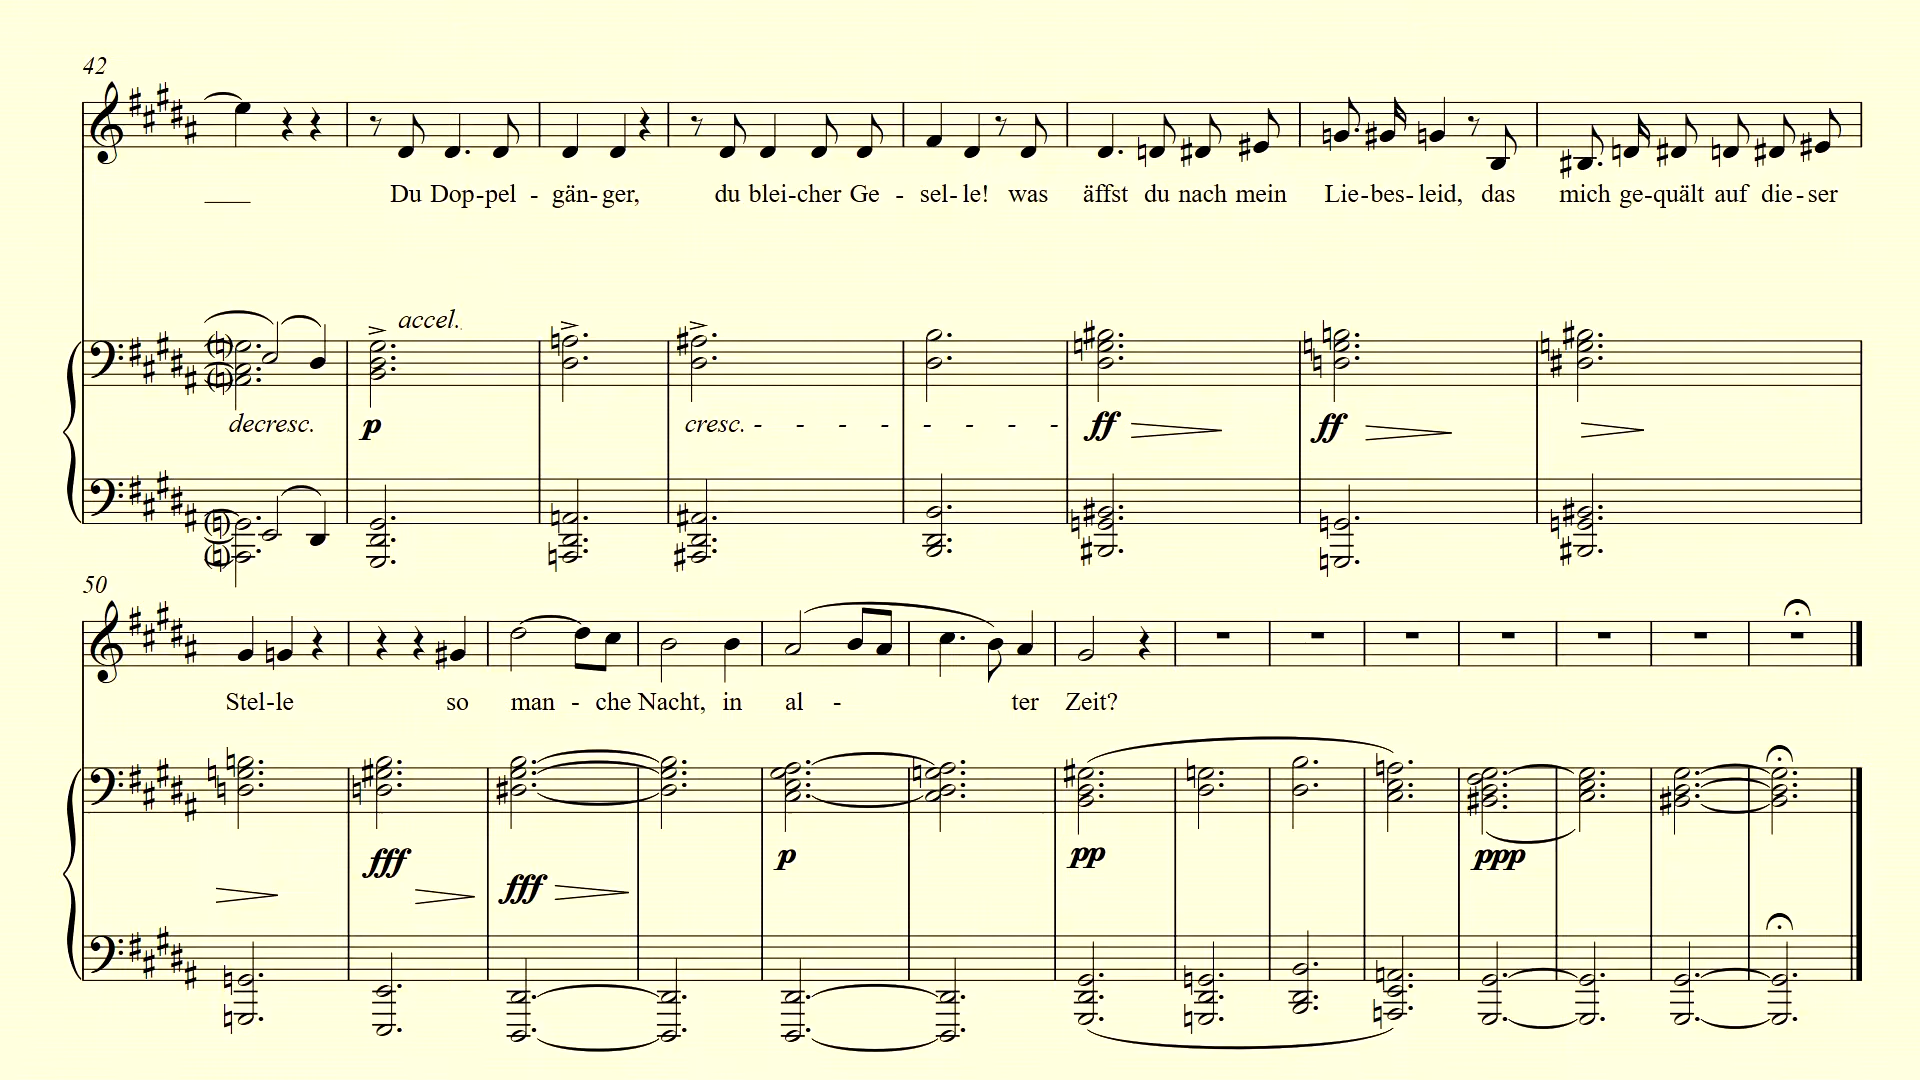 42
Du Dop-pel - gän-ger, du blei-cher Ge - sel-le! was äffst du nach mein Lie-bes-leid, das mich ge-quält auf die-ser
accel.
decresc. p cresc. - - - - - - - - ff ff
50
Stel-le so man - che Nacht, in al - ter Zeit?
fff fff p pp ppp